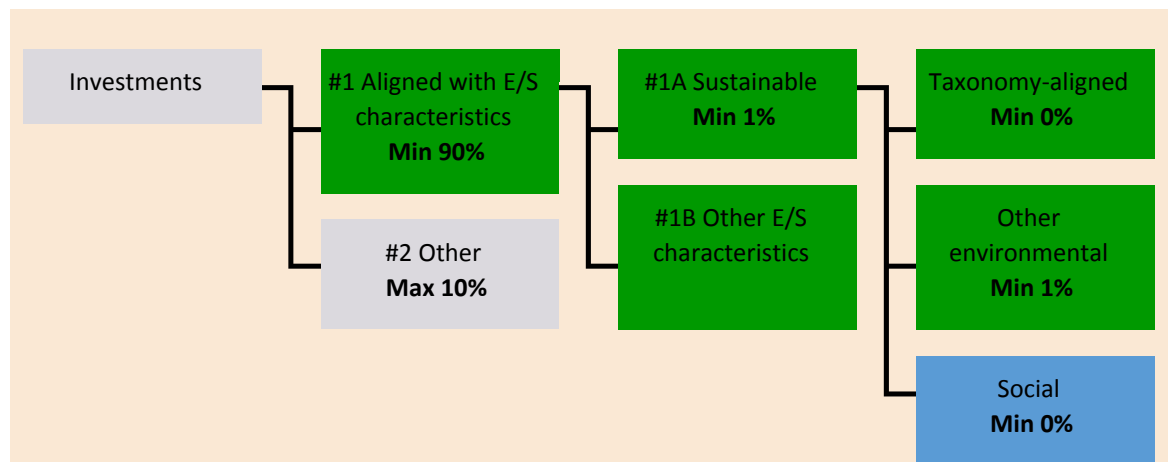 Investments
#1 Aligned with E/S
characteristics
Min 90%
#2 Other
Max 10%
#1A Sustainable
Min 1%
#1B Other E/S
characteristics
Taxonomy-aligned
Min 0%
Other
environmental
Min 1%
Social
Min 0%